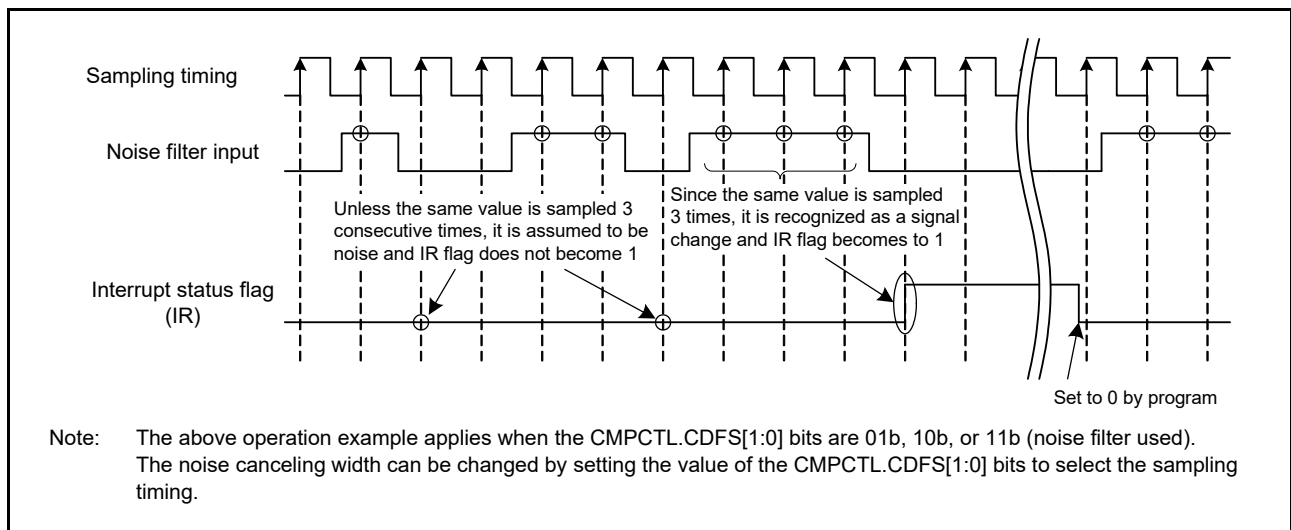 Sampling timing
Noise filter input
Unless the same value is sampled 3
consecutive times, it is assumed to be
noise and IR flag does not become 1
Since the same value is sampled
3 times, it is recognized as a signal
change and IR flag becomes to 1
Interrupt status flag
(IR)
Set to 0 by program
Note: The above operation example applies when the CMPCTL.CDFS[1:0] bits are 01b, 10b, or 11b (noise filter used).
The noise canceling width can be changed by setting the value of the CMPCTL.CDFS[1:0] bits to select the sampling
timing.